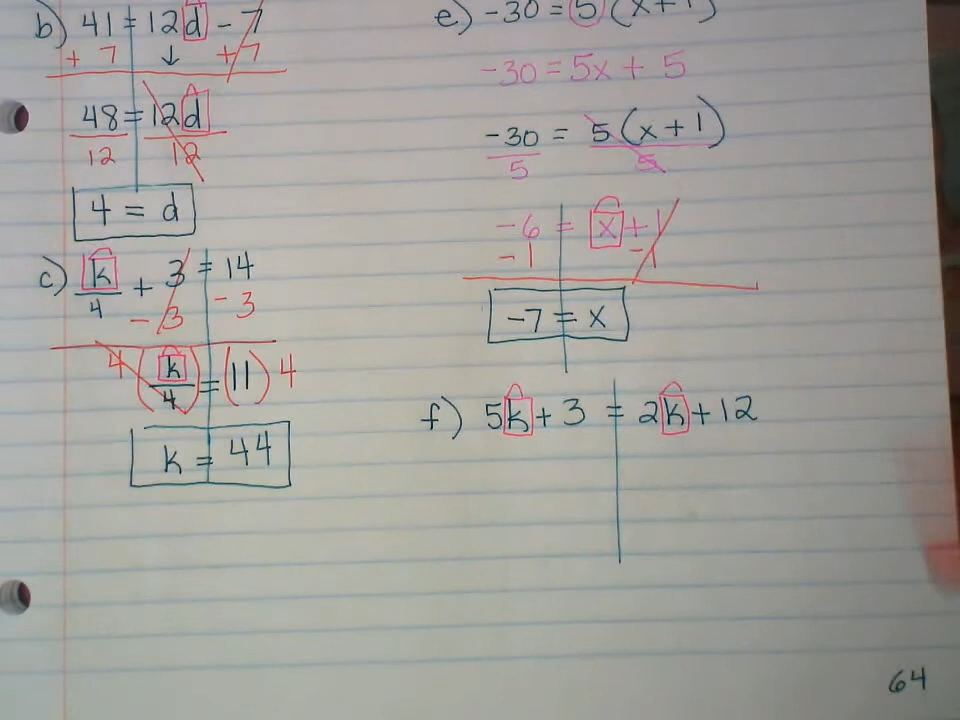 b) 41 = 12d - 7
+ 7 ↓ + 7
48 = 12d
12 12
4 = d
c) k/4 + 3 = 14
- 3 - 3
4 (k/4) = (11) 4
k = 44
e) -30 = 5(x+1)
-30 = 5x + 5
-30 = 5(x+1)
5 5
-6 = x+1
-1 -1
-7 = x
f) 5k+3 = 2k+12
64